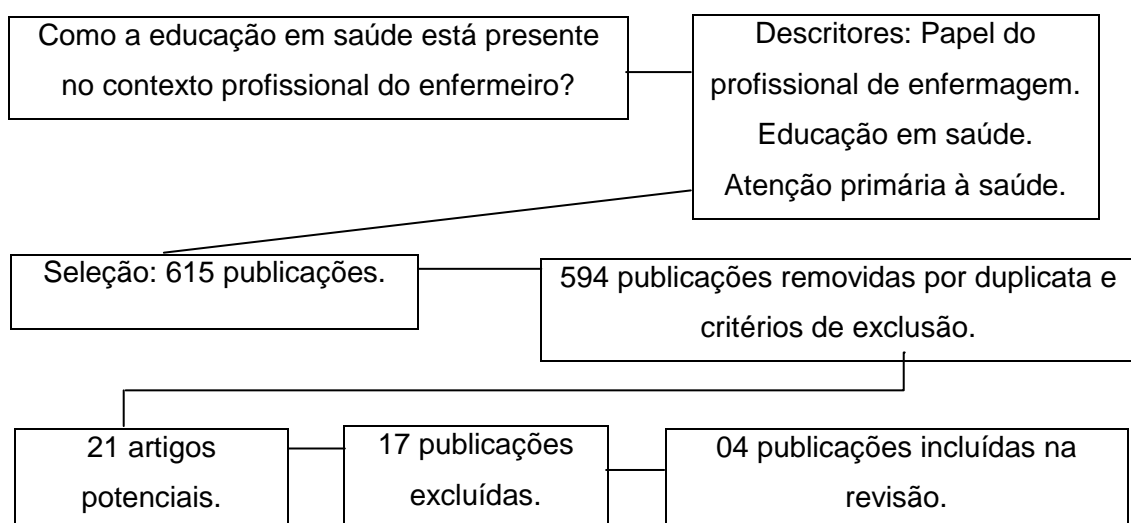 Como a educação em saúde está presente
no contexto profissional do enfermeiro?
Descritores: Papel do
profissional de enfermagem.
Educação em saúde.
Atenção primária à saúde.
Seleção: 615 publicações.
594 publicações removidas por duplicata e
critérios de exclusão.
21 artigos
potenciais.
17 publicações
excluídas.
04 publicações incluídas na
revisão.